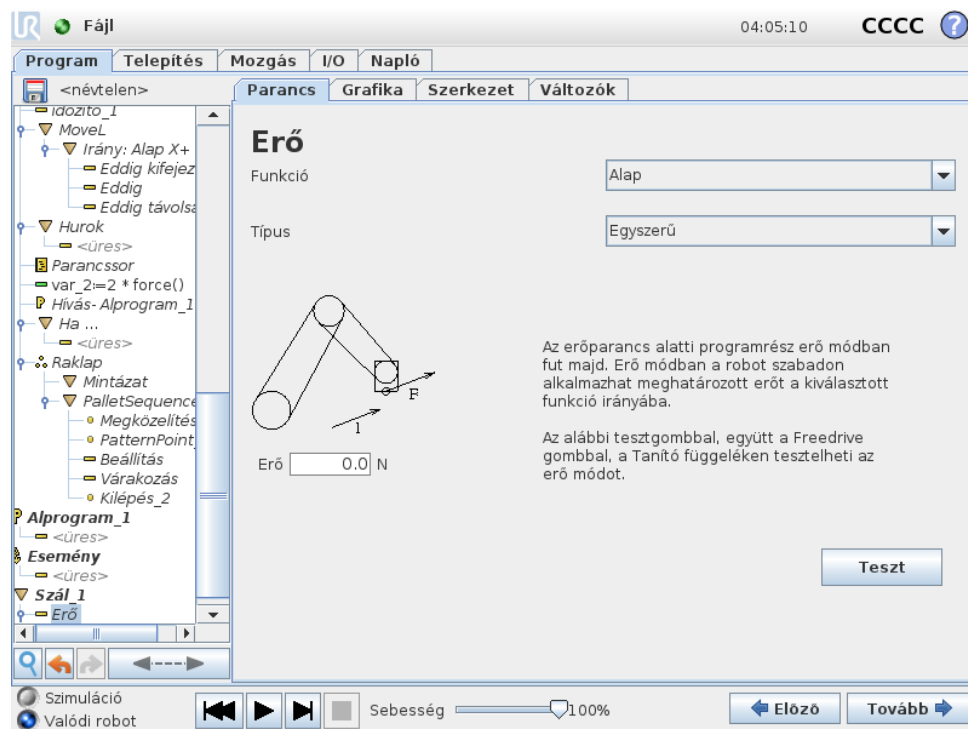 UR Fájl 04:05:10 CCCC ?
Program Telepítés Mozgás I/O Napló
<névtelen>
Parancs Grafika Szerkezet Változók
Időzítő_1
MoveL
Irány: Alap X+
Eddig kifejez
Eddig
Eddig távolsá
Hurok
<üres>
Parancssor
var_2:=2 * force()
Hívás- Alprogram_1
Ha ...
<üres>
Raklap
Mintázat
PalletSequence
Megközelítés
PatternPoint_
Beállítás
Várakozás
Kilépés_2
Alprogram_1
<üres>
Esemény
<üres>
Szál_1
Erő
Erő
Funkció
Alap
Típus
Egyszerű
F
1
Erő 0.0 N
Az erőparancs alatti programrész erő módban
fut majd. Erő módban a robot szabadon
alkalmazhat meghatározott erőt a kiválasztott
funkció irányába.
Az alábbi tesztgombbal, együtt a Freedrive
gombbal, a Tanító függeléken tesztelheti az
erő módot.
Teszt
Szimuláció
Valódi robot
Sebesség 100%
Előző
Tovább